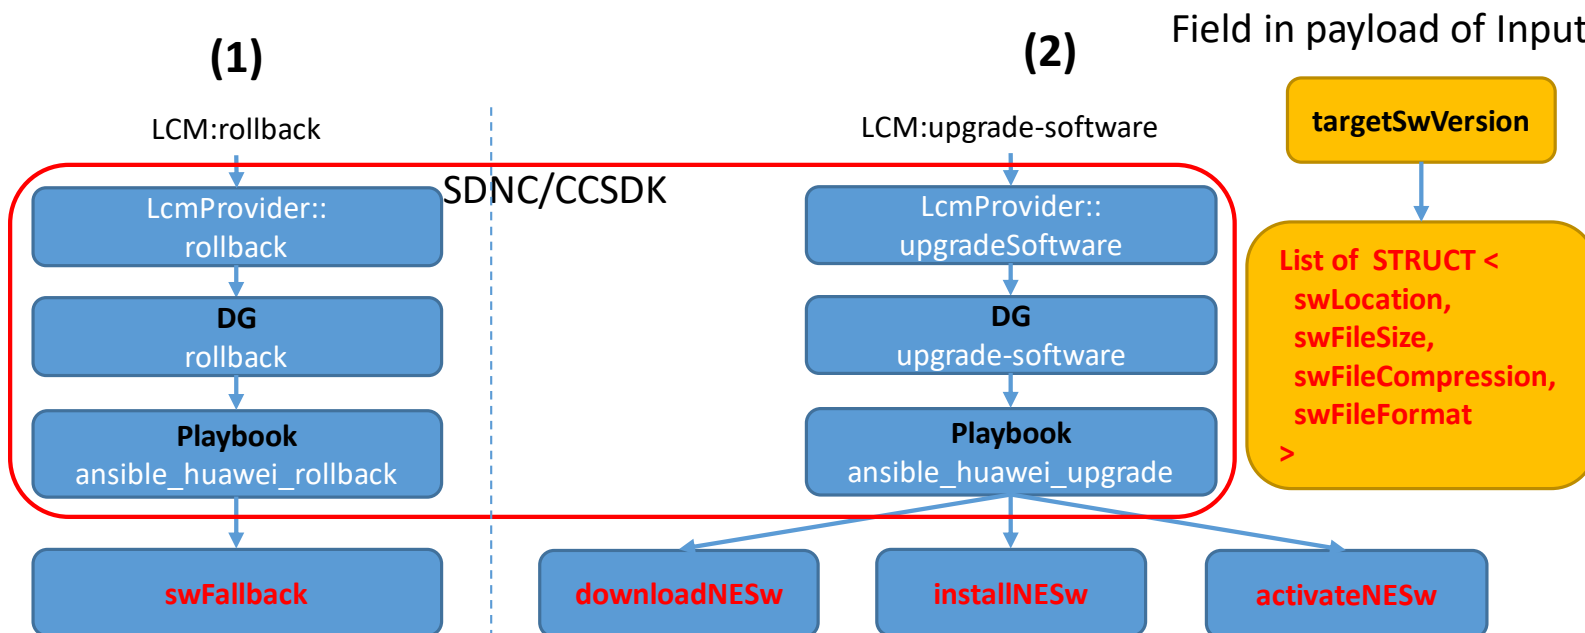 (1)
LCM:rollback
LcmProvider::
rollback
DG
rollback
Playbook
ansible_huawei_rollback
swFallback
SDNC/CCSDK
(2)
LCM:upgrade-software
LcmProvider::
upgradeSoftware
DG
upgrade-software
Playbook
ansible_huawei_upgrade
downloadNESw
installNESw
activateNESw
Field in payload of Input
targetSwVersion
List of STRUCT <
swLocation,
swFileSize,
swFileCompression,
swFileFormat
>